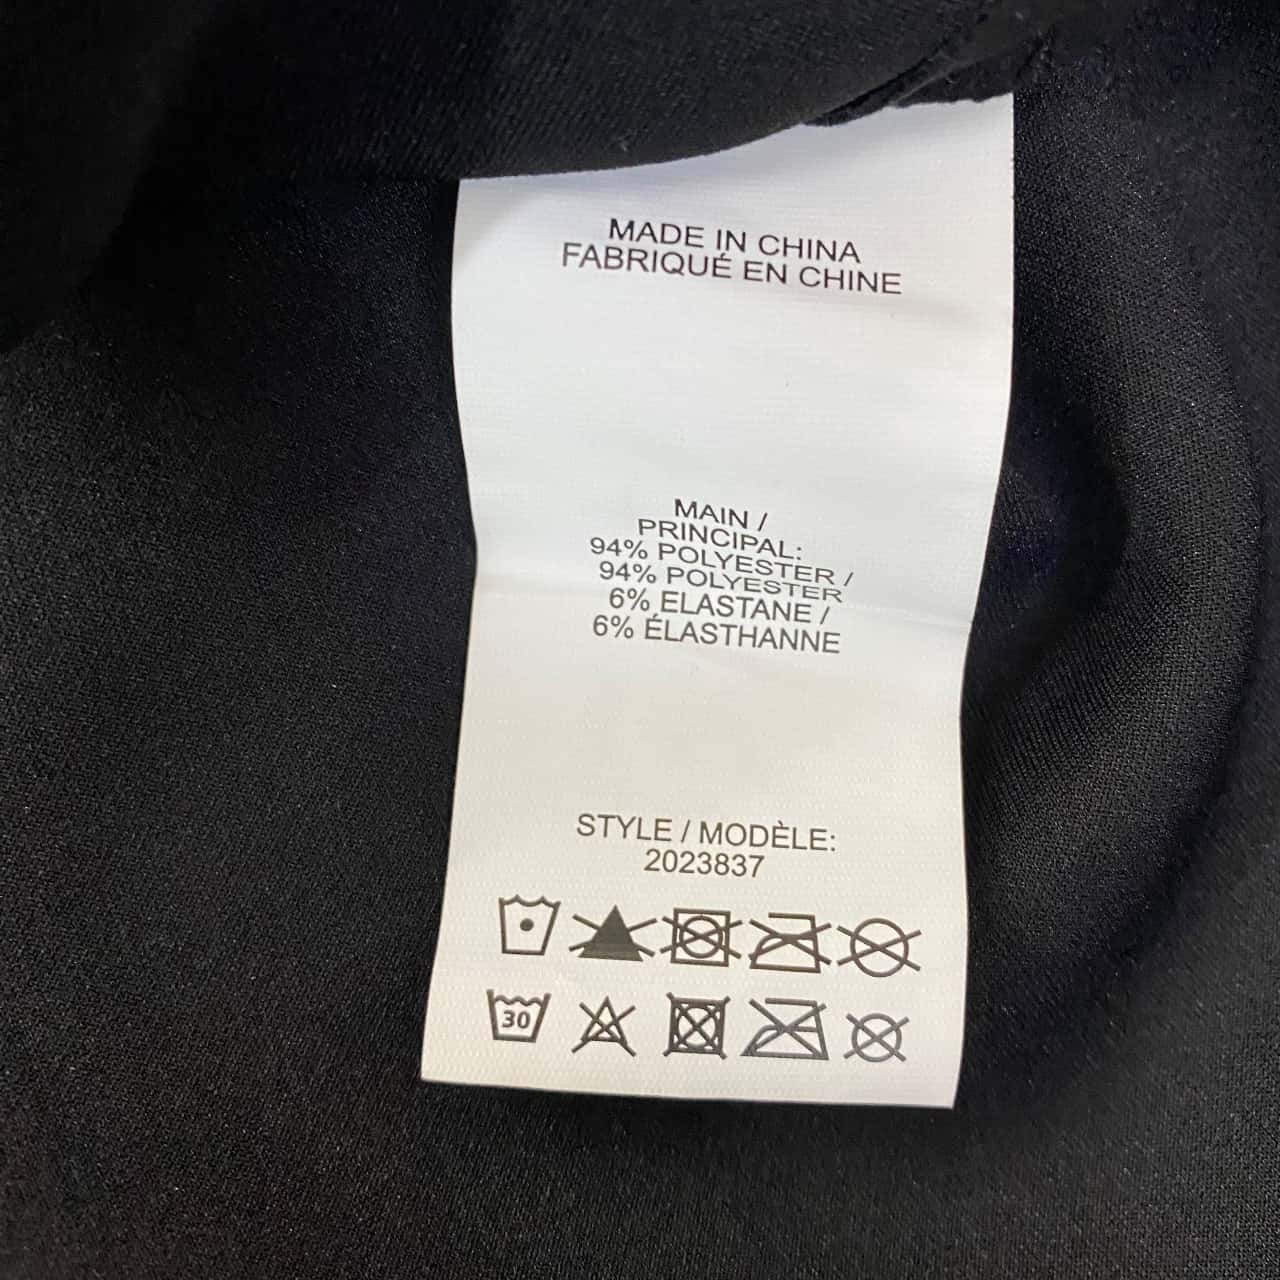 MADE IN CHINA
FABRIQUÉ EN CHINE
MAIN /
PRINCIPAL:
94% POLYESTER /
94% POLYESTER
6% ELASTANE /
6% ÉLASTHANNE
STYLE / MODÈLE:
2023837
30